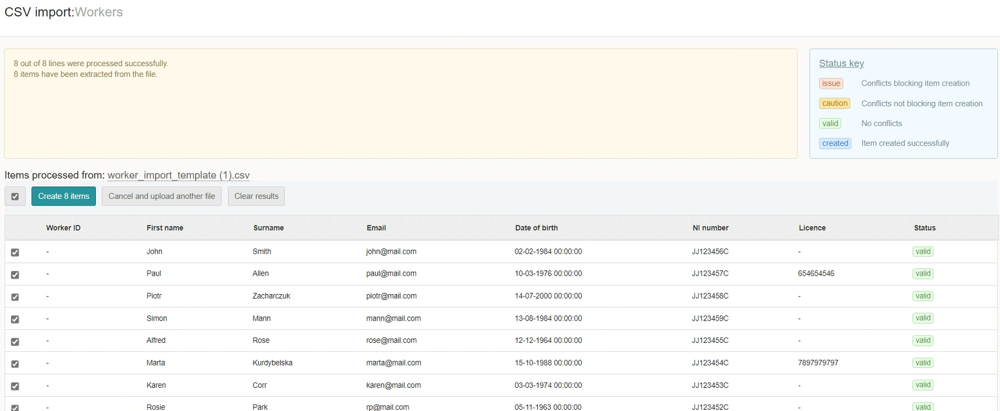 CSV import:Workers
8 out of 8 lines were processed successfully.
8 items have been extracted from the file.
Status key
issue Conflicts blocking item creation
caution Conflicts not blocking item creation
valid No conflicts
created Item created successfully
Items processed from: worker_import_template (1).csv
Create 8 items Cancel and upload another file Clear results
Worker ID First name Surname Email Date of birth NI number Licence Status
- John Smith john@mail.com 02-02-1984 00:00:00 JJ123456C - valid
- Paul Allen paul@mail.com 10-03-1976 00:00:00 JJ123457C 654654546 valid
- Piotr Zacharczuk piotr@mail.com 14-07-2000 00:00:00 JJ123458C - valid
- Simon Mann mann@mail.com 13-08-1984 00:00:00 JJ123459C - valid
- Alfred Rose rose@mail.com 12-12-1964 00:00:00 JJ123455C - valid
- Marta Kurdybelska marta@mail.com 15-10-1988 00:00:00 JJ123454C 7897979797 valid
- Karen Corr karen@mail.com 03-03-1974 00:00:00 JJ123453C - valid
- Rosie Park rp@mail.com 05-11-1963 00:00:00 JJ123452C - valid